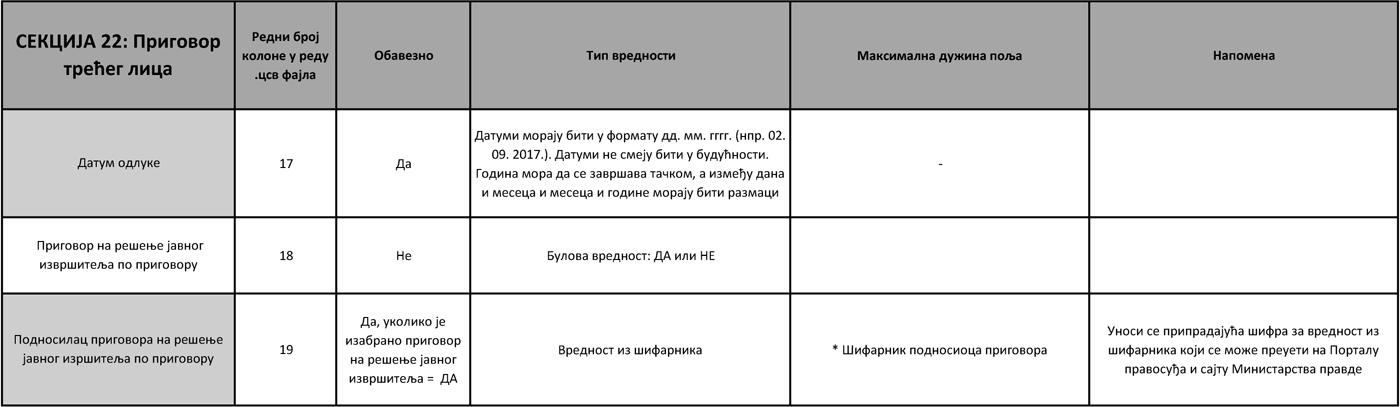 СЕКЦИЈА 22: Приговор
трећег лица
Редни број
колоне у реду
.цсв фајла
Обавезно
Тип вредности
Максимална дужина поља
Напомена
Датум одлуке
17
Да
Датуми морају бити у формату дд. мм. гггг. (нпр. 02.
09. 2017.). Датуми не смеју бити у будућности.
Година мора да се завршава тачком, а између дана
и месеца и месеца и године морају бити размаци
-
Приговор на решење јавног
извршитеља по приговору
18
Не
Булова вредност: ДА или НЕ
Подносилац приговора на решење
јавног изршитеља по приговору
19
Да, уколико је
изабрано приговор
на решење јавног
извршитеља =  ДА
Вредност из шифарника
* Шифарник подносиоца приговора
Уноси се припрадајућа шифра за вредност из
шифарника који се може преуети на Порталу
правосуђа и сајту Министарства правде